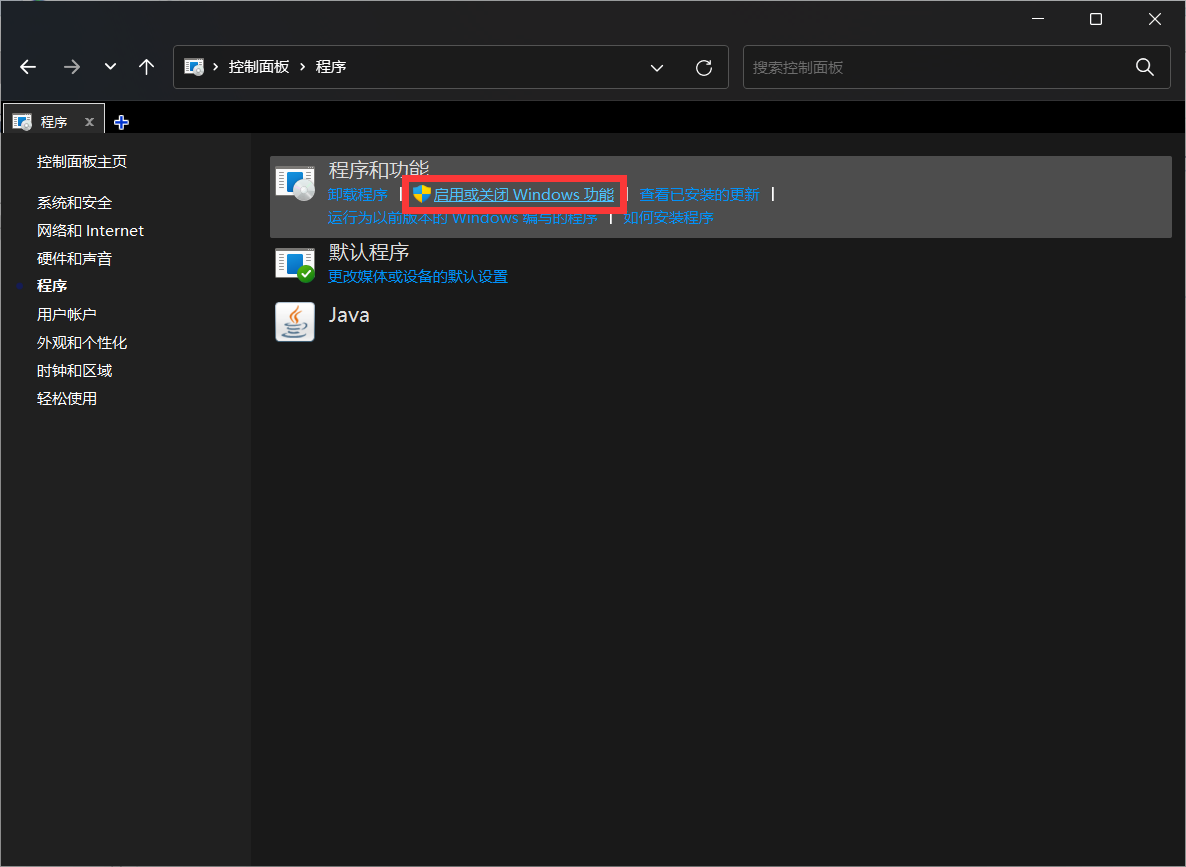 控制面板 › 程序
搜索控制面板
程序 x
控制面板主页
系统和安全
网络和 Internet
硬件和声音
程序
用户帐户
外观和个性化
时钟和区域
轻松使用
程序和功能
卸载程序 | 启用或关闭 Windows 功能 | 查看已安装的更新 |
运行为以前版本的 Windows 编写的程序 | 如何安装程序
默认程序
更改媒体或设备的默认设置
Java